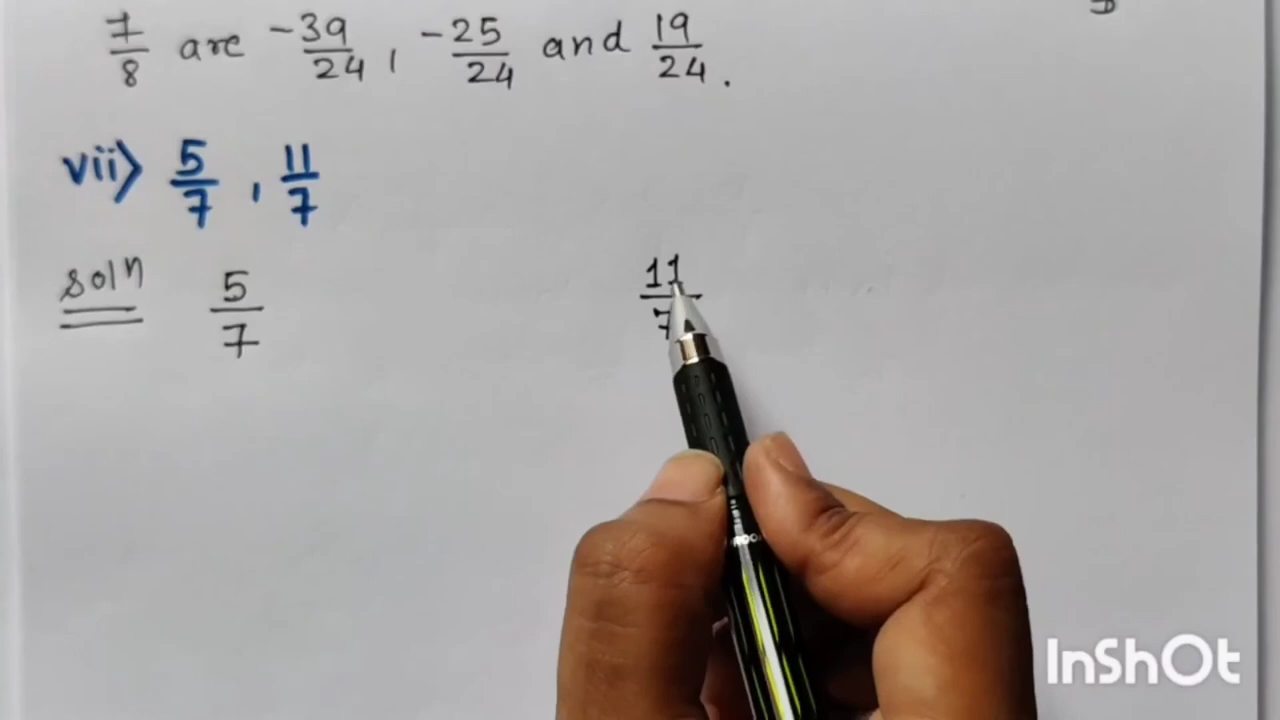 7/8 are -39/24, -25/24 and 19/24.
vii) 5/7, 11/7
soln 5/7 11/7
InShOt